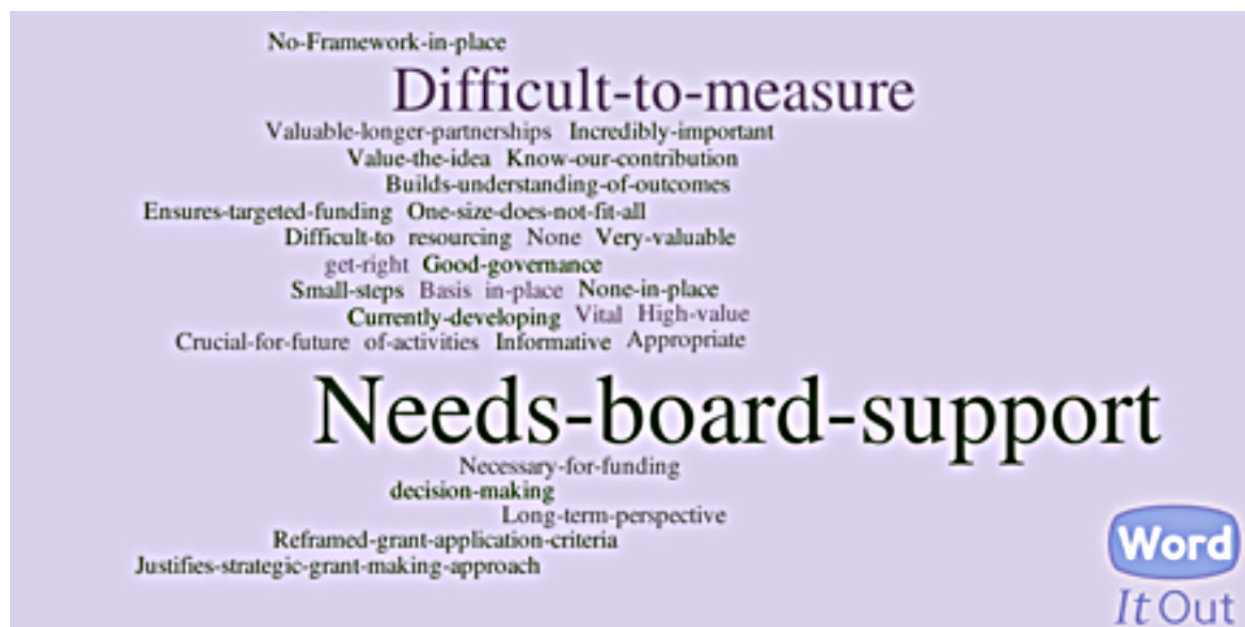 No-Framework-in-place
Difficult-to-measure
Valuable-longer-partnerships Incredibly-important
Value-the-idea Know-our-contribution
Builds-understanding-of-outcomes
Ensures-targeted-funding One-size-does-not-fit-all
Difficult-to resourcing None Very-valuable
get-right Good-governance
Small-steps Basis in-place None-in-place
Currently-developing Vital High-value
Crucial-for-future of-activities Informative Appropriate
Needs-board-support
Necessary-for-funding
decision-making
Long-term-perspective
Reframed-grant-application-criteria
Justifies-strategic-grant-making-approach
Word
It Out